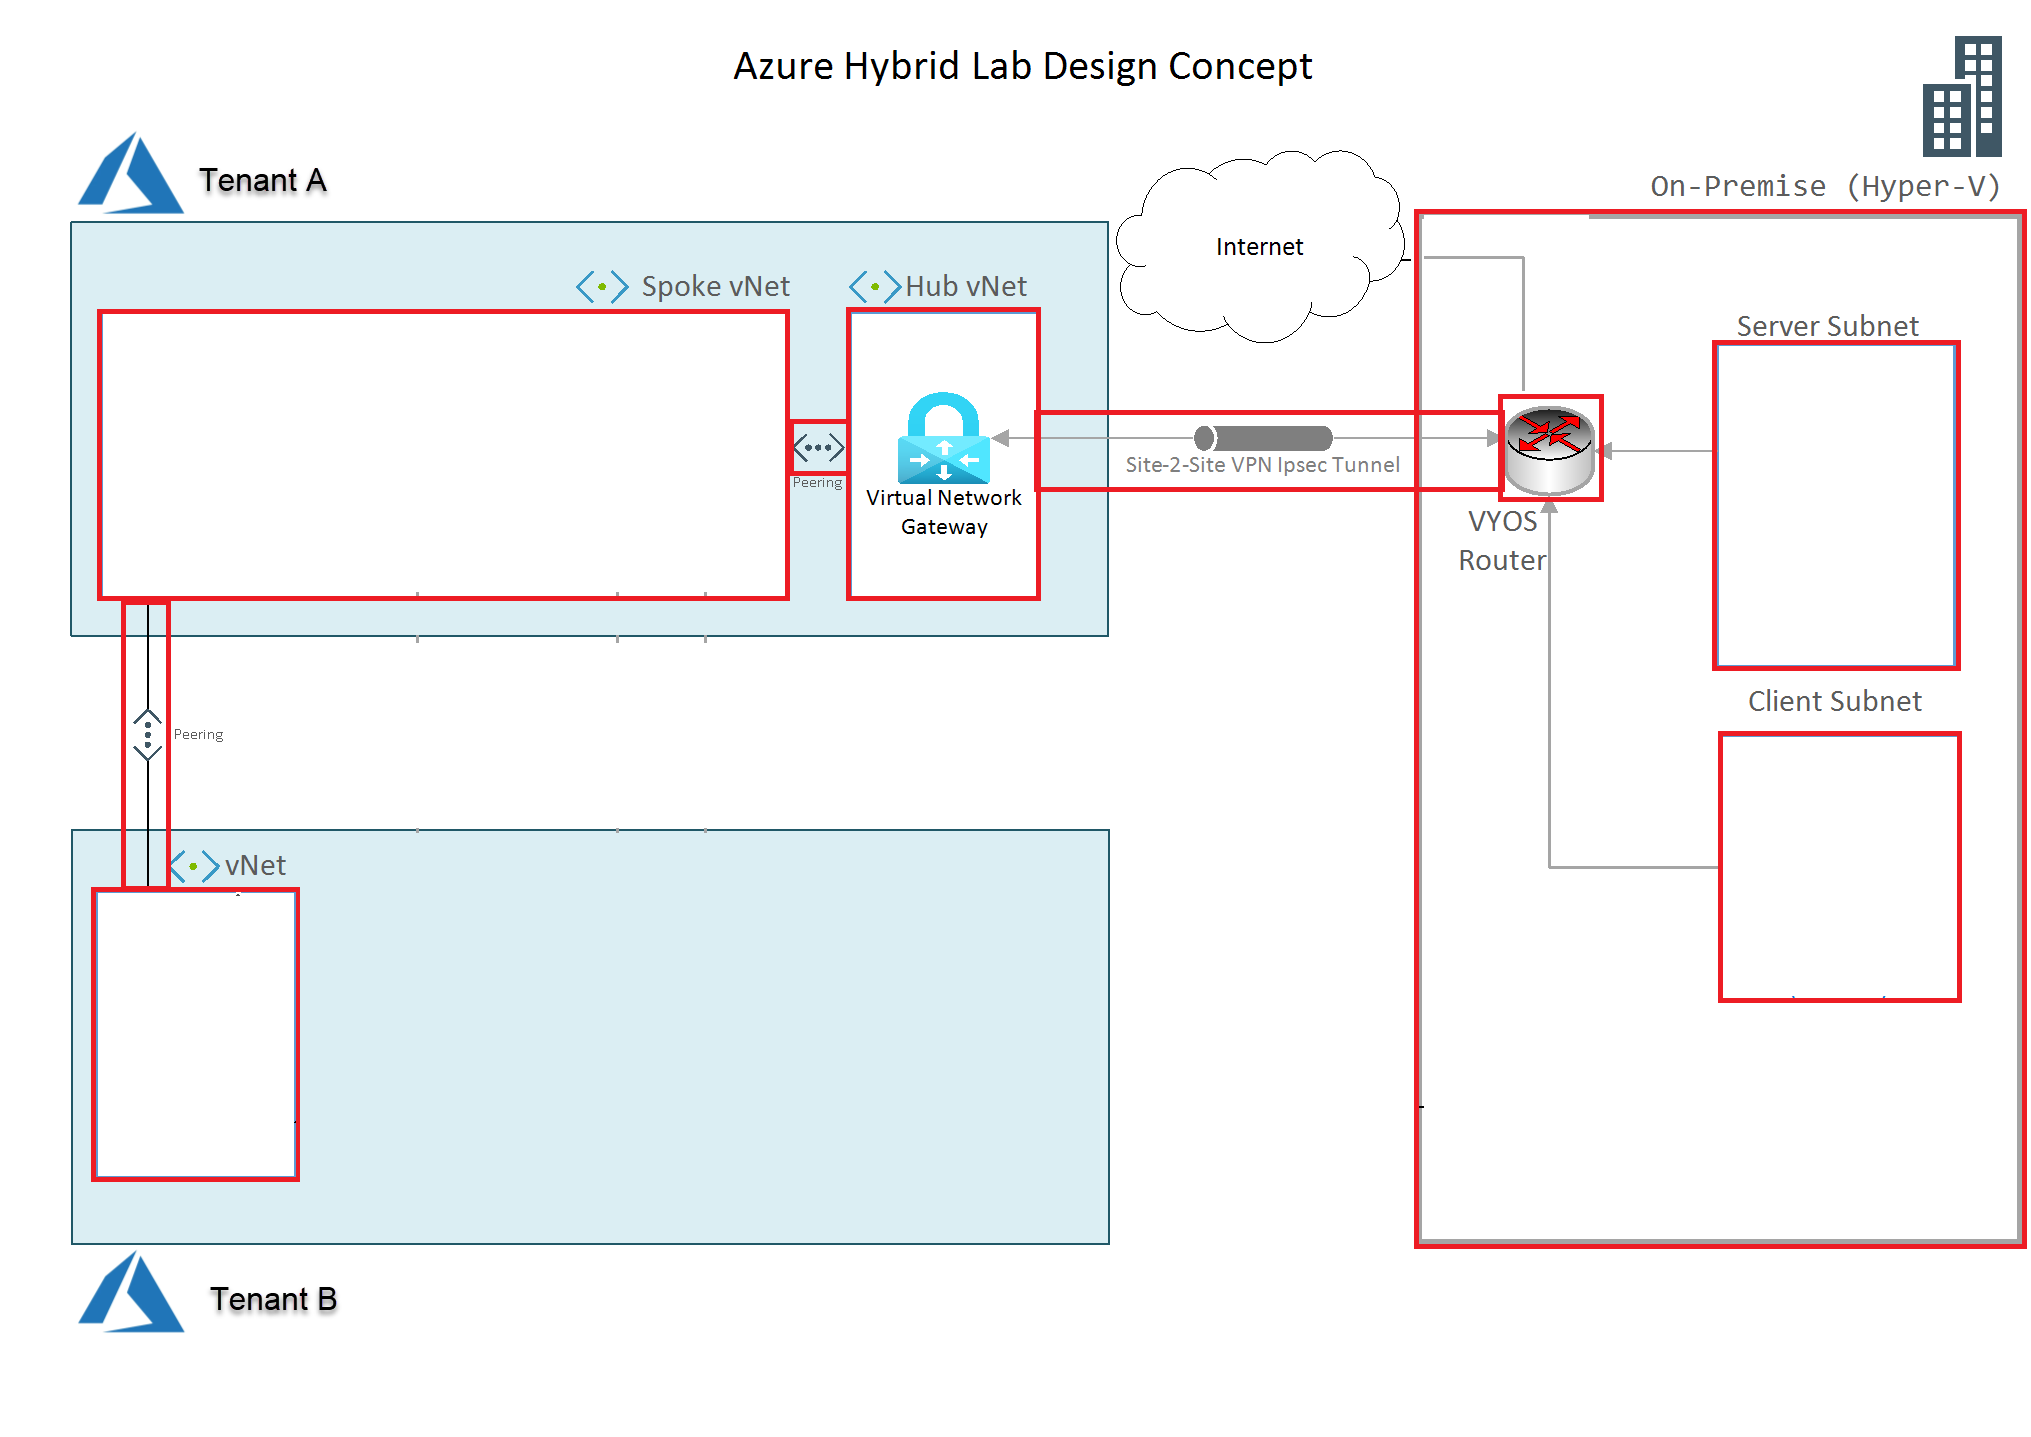 Azure Hybrid Lab Design Concept
Tenant A
On-Premise (Hyper-V)
Internet
Spoke vNet
Hub vNet
Server Subnet
Site-2-Site VPN Ipsec Tunnel
Peering
Virtual Network
Gateway
VYOS
Router
Client Subnet
Peering
vNet
Tenant B